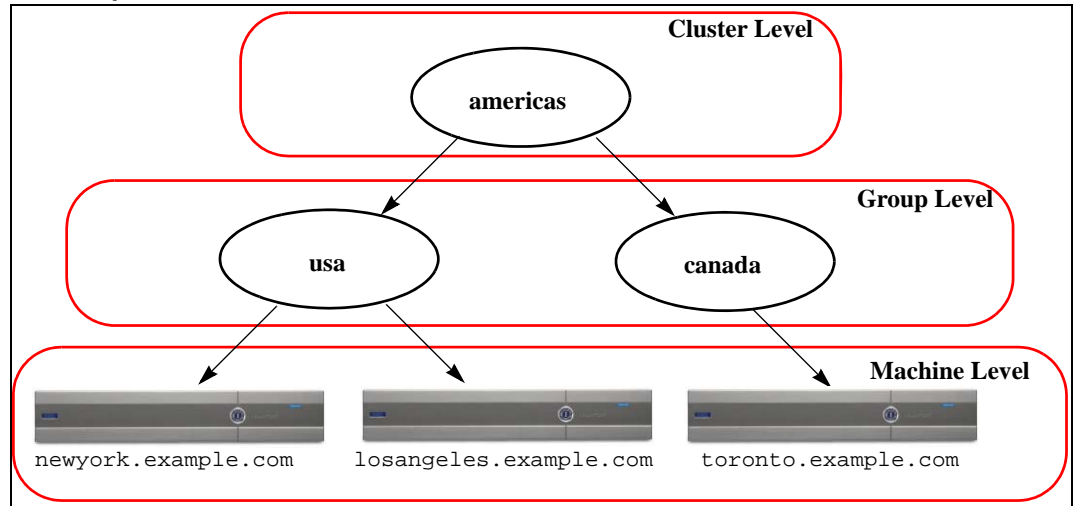 Cluster Level
americas
Group Level
usa
canada
Machine Level
newyork.example.com
losangeles.example.com
toronto.example.com